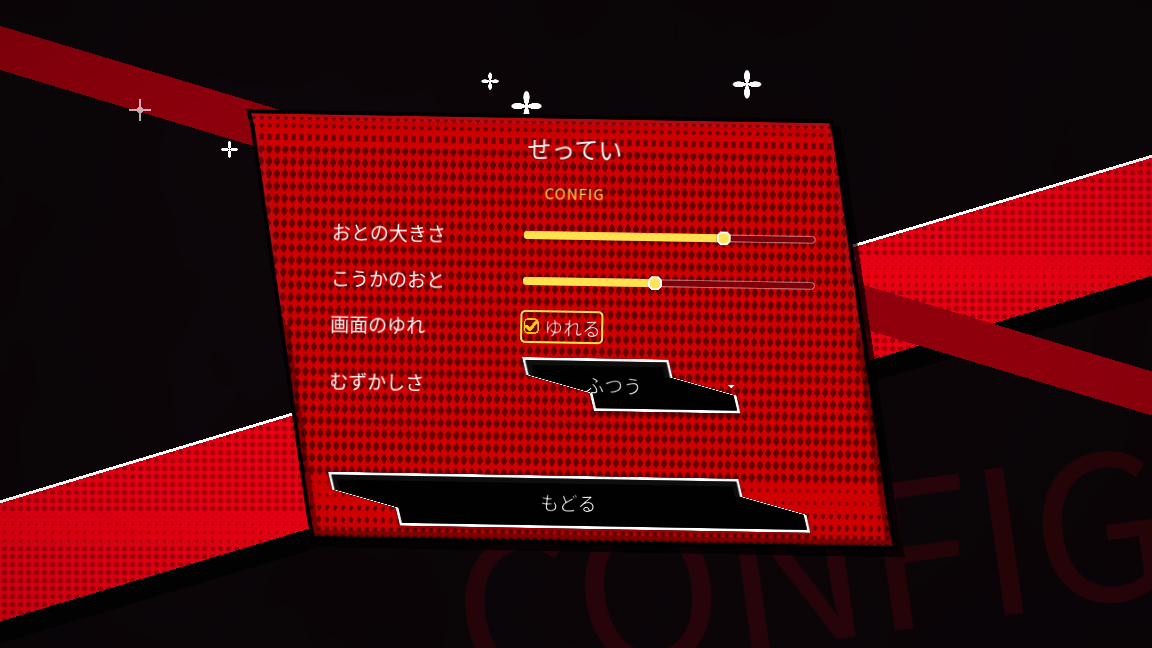 せってい
CONFIG
おとの大きさ
こうかのおと
画面のゆれ ゆれる
むずかしさ ふつう
もどる
CONFIG